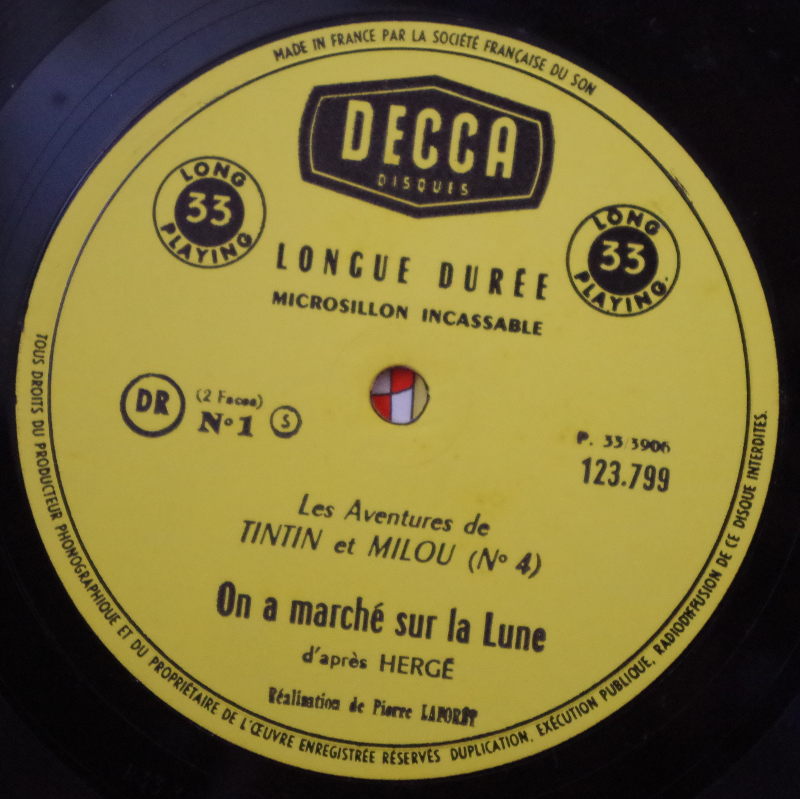 MADE IN FRANCE PAR LA SOCIÉTÉ FRANÇAISE DU SON
DECCA
DISQUES
LONG
33
PLAYING
LONG
33
PLAYING.
LONGUE DURÉE
MICROSILLON INCASSABLE
DR
(2 Faces)
Nº 1
S
P. 33/3906
123.799
Les Aventures de
TINTIN et MILOU (Nº 4)
On a marché sur la Lune
d'après HERGÉ
Réalisation de Pierre LAFORÊT
TOUS DROITS DU PRODUCTEUR PHONOGRAPHIQUE ET DU PROPRIÉTAIRE DE L'ŒUVRE ENREGISTRÉE RÉSERVÉS DUPLICATION, EXÉCUTION PUBLIQUE, RADIODIFFUSION DE CE DISQUE INTERDITES.